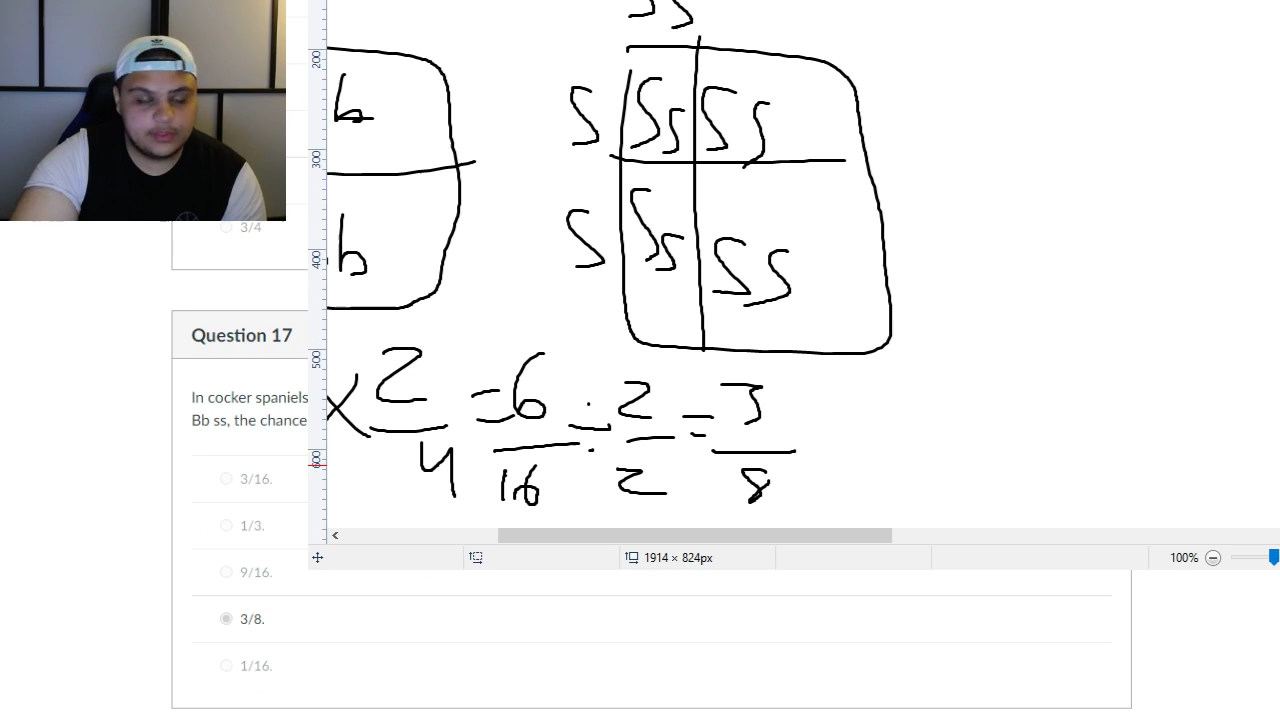 ss
b
S Ss ss
b
S Ss ss
200
300
400
500
600
3/4
Question 17
In cocker spaniels
Bb ss, the chance
3/16.
1/3.
9/16.
3/8.
1/16.
x 2/4 = 6/16 ÷ 2/2 = 3/8
1914 × 824px
100%